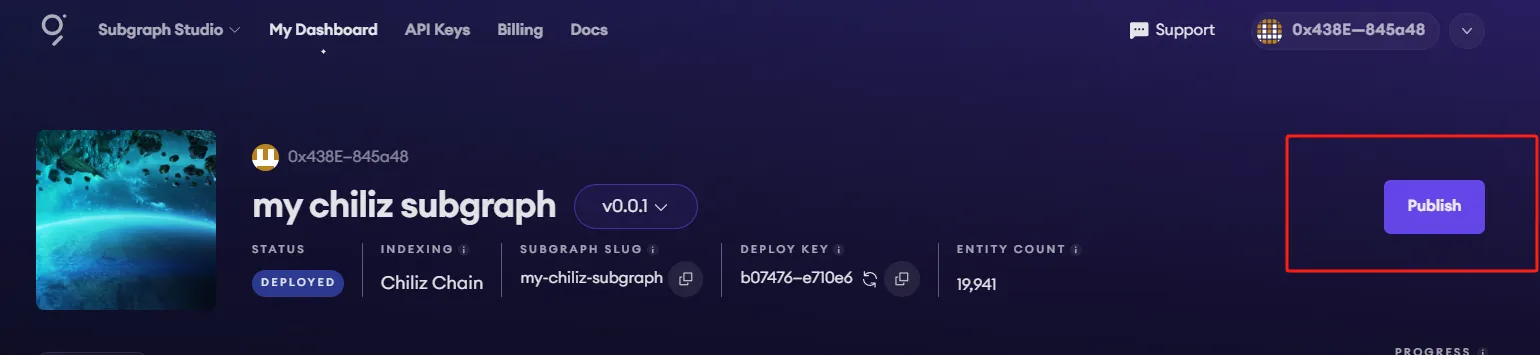 Subgraph Studio My Dashboard API Keys Billing Docs Support 0x438E—845a48
0x438E—845a48
my chiliz subgraph v0.0.1 Publish
STATUS INDEXING SUBGRAPH SLUG DEPLOY KEY ENTITY COUNT
DEPLOYED Chiliz Chain my-chiliz-subgraph b07476—e710e6 19,941
PROGRESS